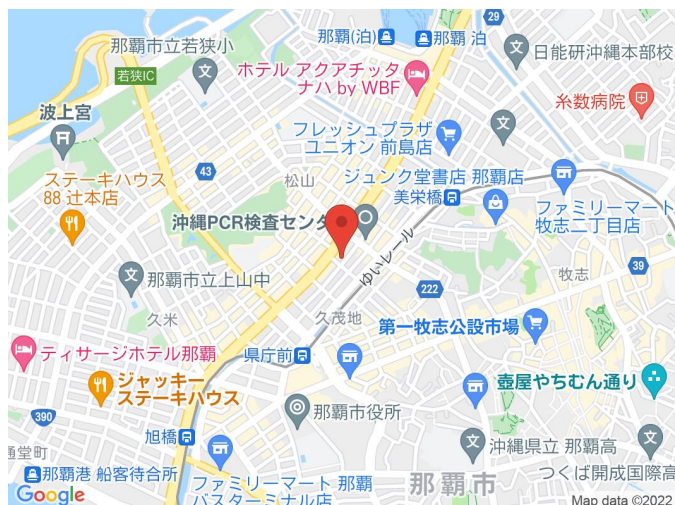 那覇(泊)
那覇 泊
29
那覇市立若狭小
日能研沖縄本部校
若狭IC
ホテル アクアチッタ
ナハ by WBF
糸数病院
波上宮
フレッシュプラザ
ユニオン 前島店
ステーキハウス
88 辻本店
43
松山
ジュンク堂書店 那覇店
美栄橋
ファミリーマート
牧志二丁目店
沖縄PCR検査センタ
ゆいレール
那覇市立上山中
222
牧志
39
久米
久茂地
第一牧志公設市場
ティサージホテル那覇
県庁前
ジャッキー
ステーキハウス
壺屋やちむん通り
390
那覇市役所
通堂町
旭橋
沖縄県立 那覇高
那覇港 船客待合所
ファミリーマート 那覇
バスターミナル店
那覇市
つくば開成国際高
Google
Map data ©2022